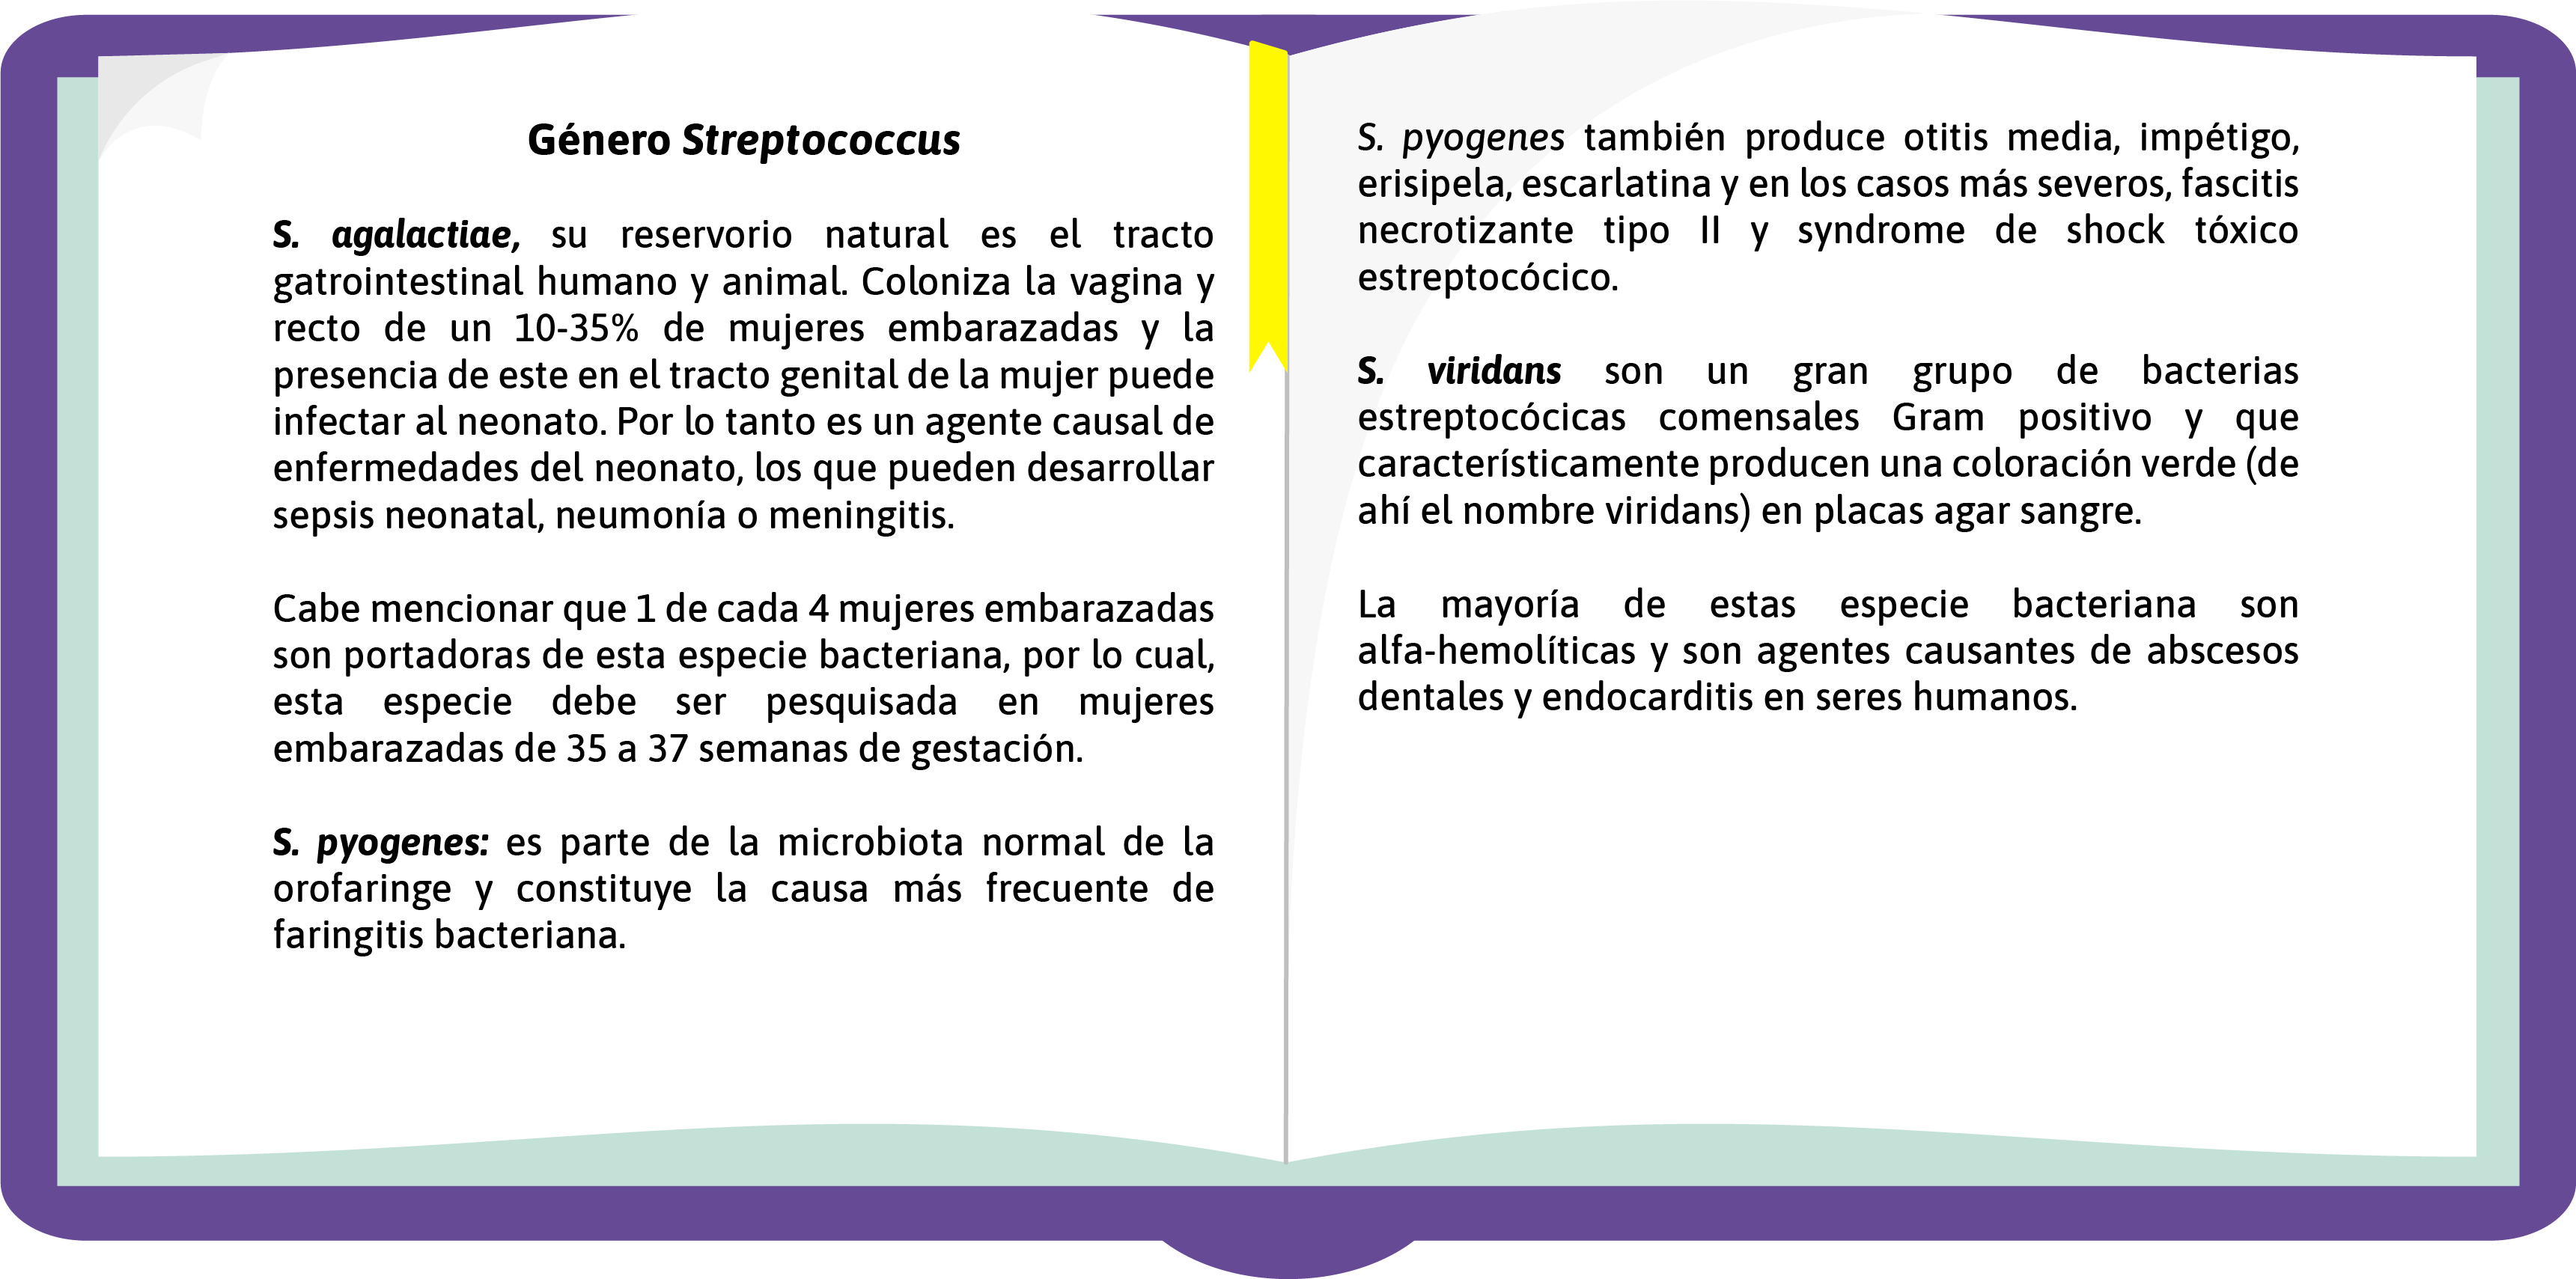 Género Streptococcus
S. agalactiae, su reservorio natural es el tracto
gatrointestinal humano y animal. Coloniza la vagina y
recto de un 10-35% de mujeres embarazadas y la
presencia de este en el tracto genital de la mujer puede
infectar al neonato. Por lo tanto es un agente causal de
enfermedades del neonato, los que pueden desarrollar
sepsis neonatal, neumonía o meningitis.
Cabe mencionar que 1 de cada 4 mujeres embarazadas
son portadoras de esta especie bacteriana, por lo cual,
esta especie debe ser pesquisada en mujeres
embarazadas de 35 a 37 semanas de gestación.
S. pyogenes: es parte de la microbiota normal de la
orofaringe y constituye la causa más frecuente de
faringitis bacteriana.
S. pyogenes también produce otitis media, impétigo,
erisipela, escarlatina y en los casos más severos, fascitis
necrotizante tipo II y syndrome de shock tóxico
estreptocócico.
S. viridans son un gran grupo de bacterias
estreptocócicas comensales Gram positivo y que
característicamente producen una coloración verde (de
ahí el nombre viridans) en placas agar sangre.
La mayoría de estas especie bacteriana son
alfa-hemolíticas y son agentes causantes de abscesos
dentales y endocarditis en seres humanos.